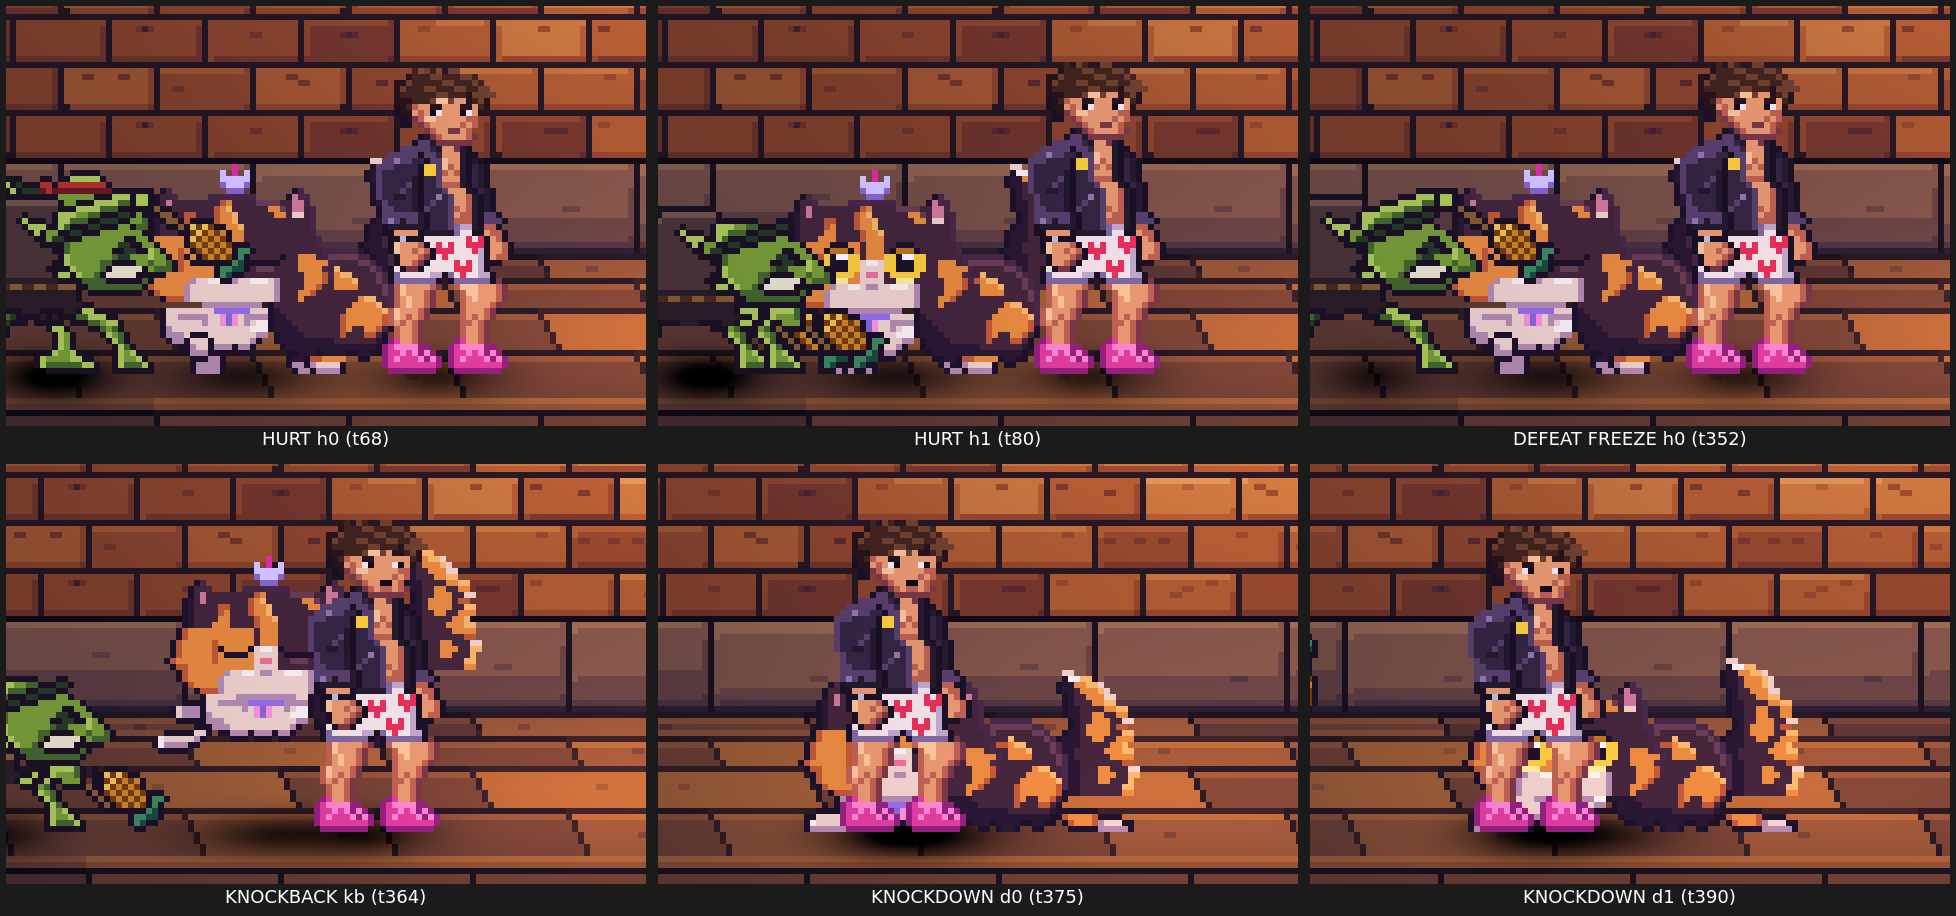 HURT h0 (t68)
HURT h1 (t80)
DEFEAT FREEZE h0 (t352)
KNOCKBACK kb (t364)
KNOCKDOWN d0 (t375)
KNOCKDOWN d1 (t390)